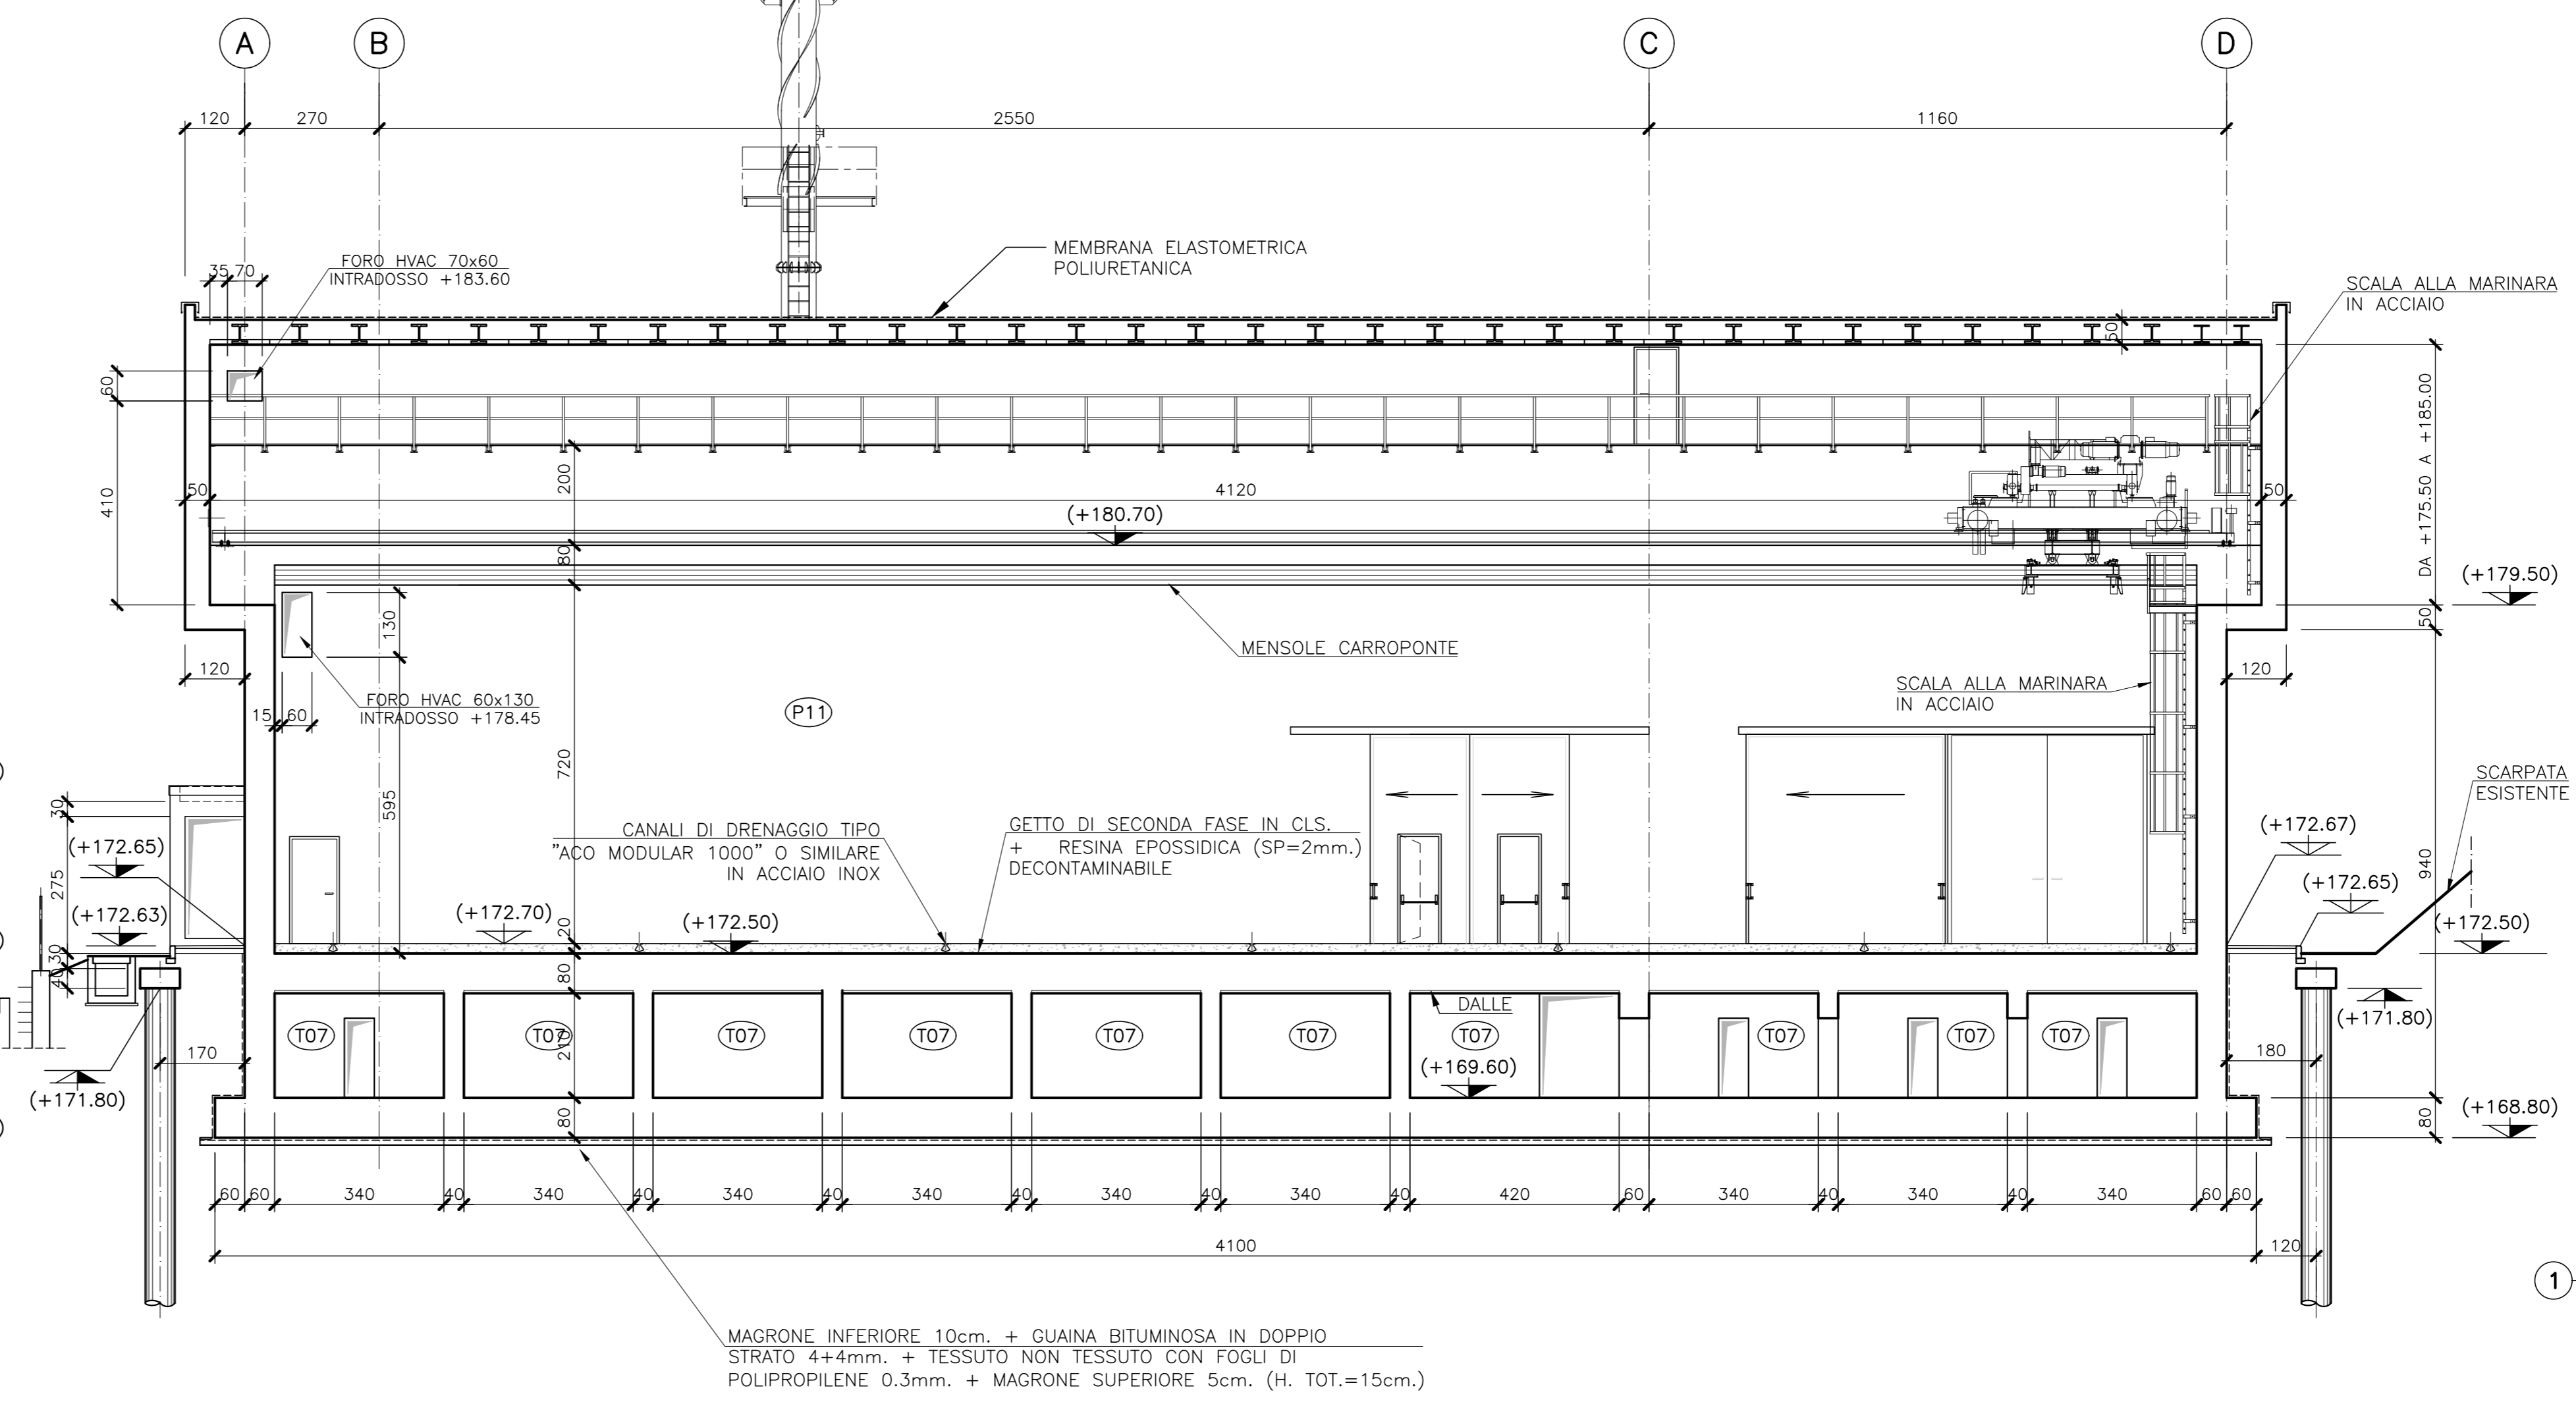 A
B
C
D
120
270
2550
1160
MEMBRANA ELASTOMETRICA
POLIURETANICA
FORO HVAC 70x60
INTRADOSSO +183.60
35
70
SCALA ALLA MARINARA
IN ACCIAIO
50
60
410
200
DA +175.50 A +185.00
50
4120
50
(+180.70)
80
(+179.50)
50
130
MENSOLE CARROPONTE
120
120
SCALA ALLA MARINARA
IN ACCIAIO
FORO HVAC 60x130
INTRADOSSO +178.45
15
60
P11
720
595
SCARPATA
ESISTENTE
30
275
(+172.65)
CANALI DI DRENAGGIO TIPO
"ACO MODULAR 1000" O SIMILARE
IN ACCIAIO INOX
GETTO DI SECONDA FASE IN CLS.
+ RESINA EPOSSIDICA (SP=2mm.)
DECONTAMINABILE
(+172.67)
940
(+172.65)
(+172.63)
(+172.70)
20
(+172.50)
(+172.50)
30
40
80
DALLE
(+171.80)
T07
T07
T07
T07
T07
T07
T07
T07
T07
T07
210
170
(+169.60)
180
(+171.80)
80
80
(+168.80)
60
60
340
40
340
40
340
40
340
40
340
40
340
40
420
60
340
40
340
40
340
60
60
4100
120
1
MAGRONE INFERIORE 10cm. + GUAINA BITUMINOSA IN DOPPIO
STRATO 4+4mm. + TESSUTO NON TESSUTO CON FOGLI DI
POLIPROPILENE 0.3mm. + MAGRONE SUPERIORE 5cm. (H. TOT.=15cm.)